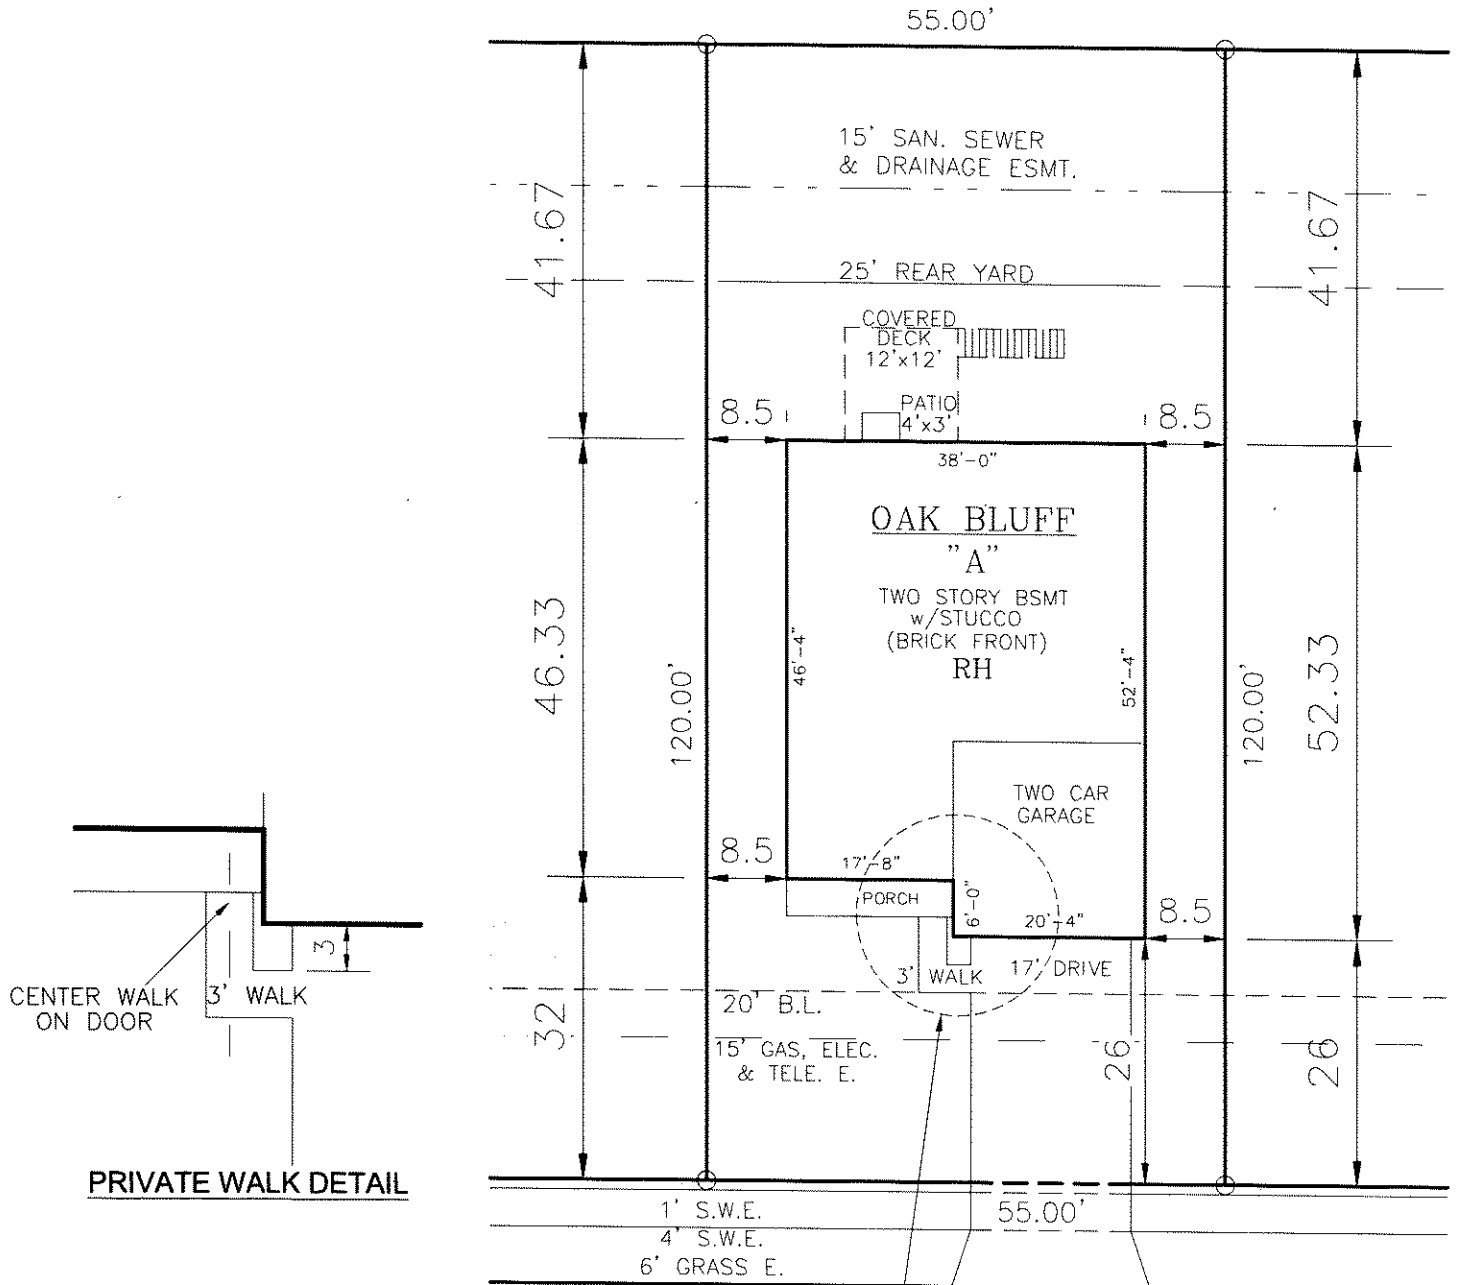 55.00'
15' SAN. SEWER
& DRAINAGE ESMT.
41.67
41.67
25' REAR YARD
COVERED
DECK
12'x12'
PATIO
4'x3'
8.5
8.5
38'-0"
OAK BLUFF
"A"
TWO STORY BSMT
w/STUCCO
(BRICK FRONT)
RH
46.33
120.00'
46'-4"
52'-4"
120.00'
52.33
TWO CAR
GARAGE
8.5
17'-8"
PORCH
6'-0"
20'-4"
8.5
3' WALK
17' DRIVE
20' B.L.
32
15' GAS, ELEC.
& TELE. E.
26
26
3
CENTER WALK
ON DOOR
3' WALK
PRIVATE WALK DETAIL
1' S.W.E.
55.00'
4' S.W.E.
6' GRASS E.